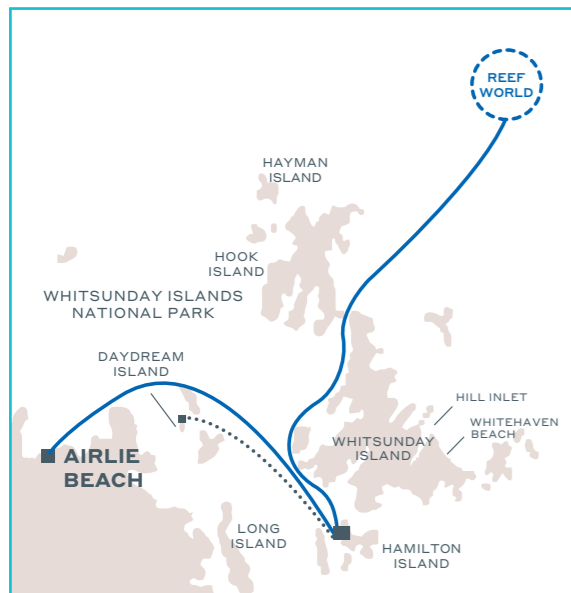 REEF
WORLD
HAYMAN
ISLAND
HOOK
ISLAND
WHITSUNDAY ISLANDS
NATIONAL PARK
DAYDREAM
ISLAND
HILL INLET
WHITEHAVEN
BEACH
WHITSUNDAY
ISLAND
AIRLIE
BEACH
LONG
ISLAND
HAMILTON
ISLAND